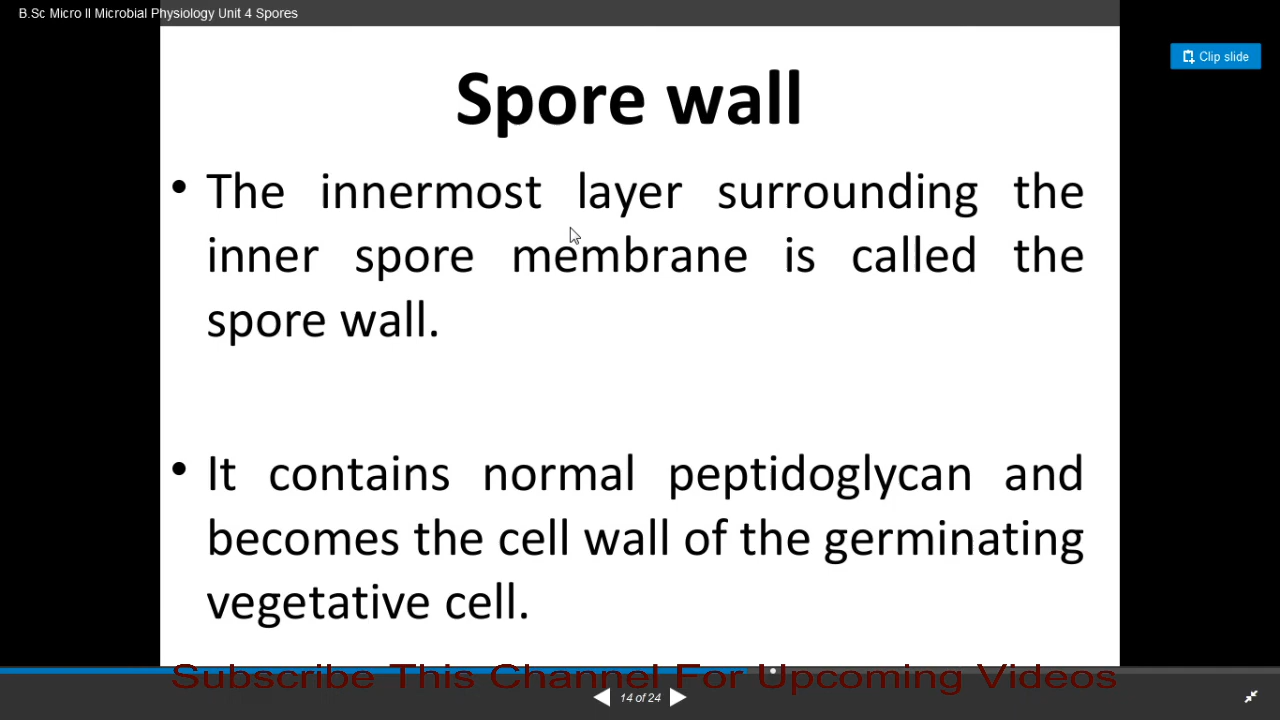 B.Sc Micro II Microbial Physiology Unit 4 Spores
Clip slide
Spore wall
• The innermost layer surrounding the
inner spore membrane is called the
spore wall.
• It contains normal peptidoglycan and
becomes the cell wall of the germinating
vegetative cell.
Subscribe This Channel For Upcoming Videos
14 of 24